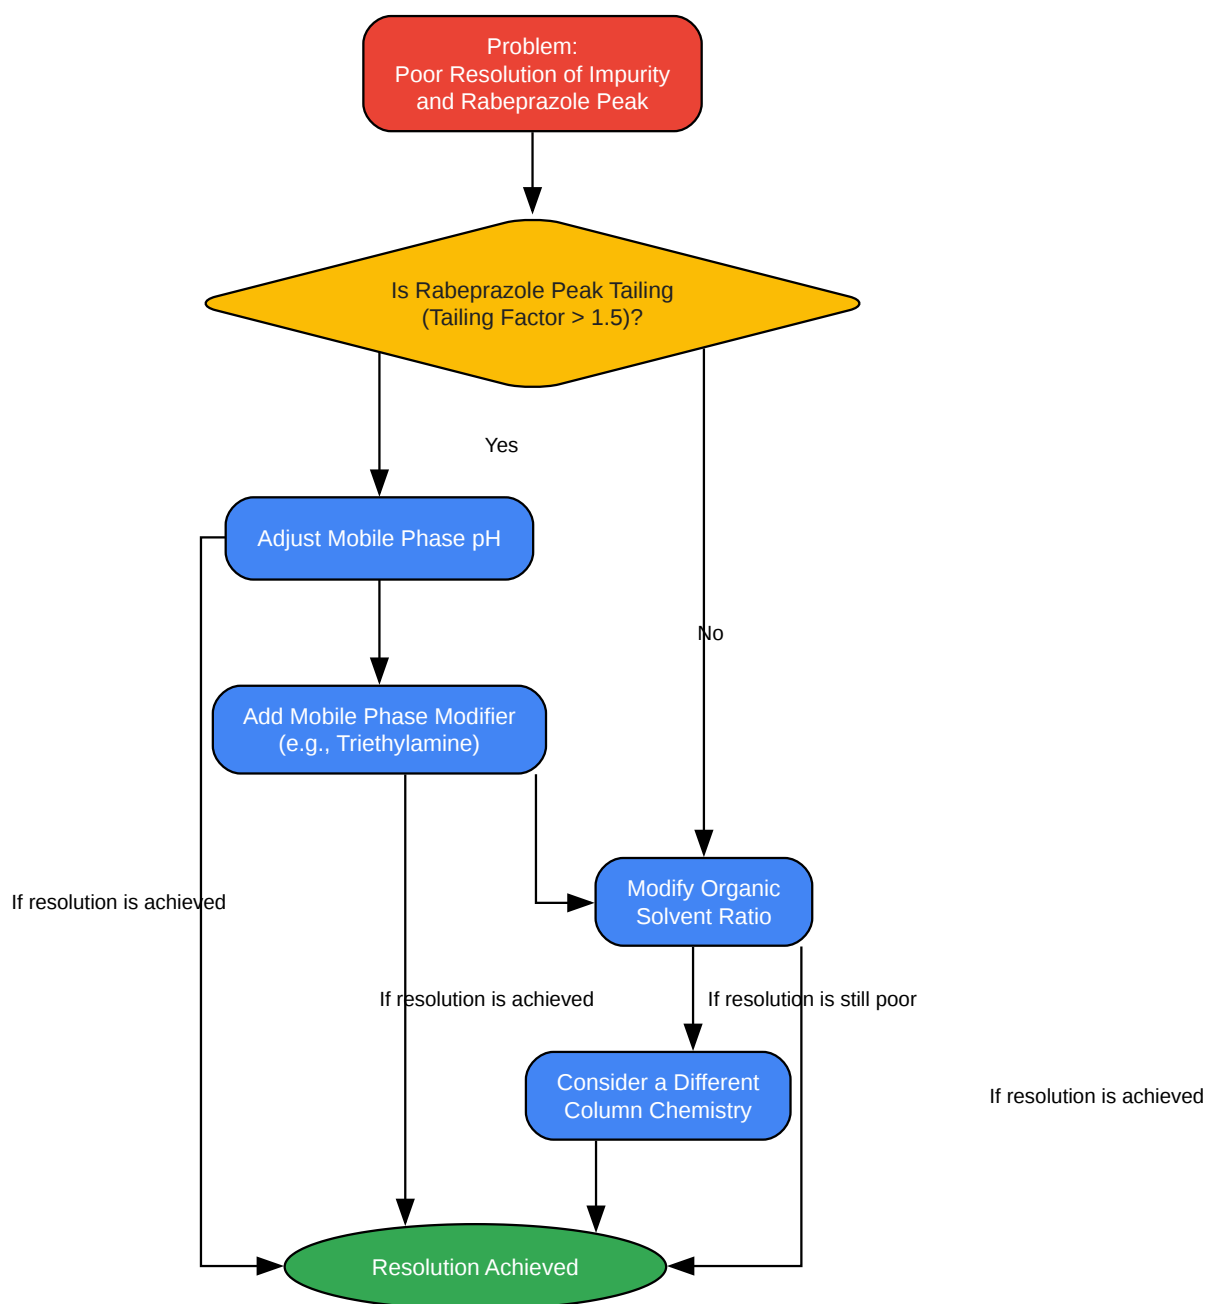 Problem:
Poor Resolution of Impurity
and Rabeprazole Peak
Is Rabeprazole Peak Tailing
(Tailing Factor > 1.5)?
Yes
Adjust Mobile Phase pH
No
Add Mobile Phase Modifier
(e.g., Triethylamine)
Modify Organic
Solvent Ratio
If resolution is achieved
If resolution is achieved
If resolution is still poor
Consider a Different
Column Chemistry
If resolution is achieved
Resolution Achieved